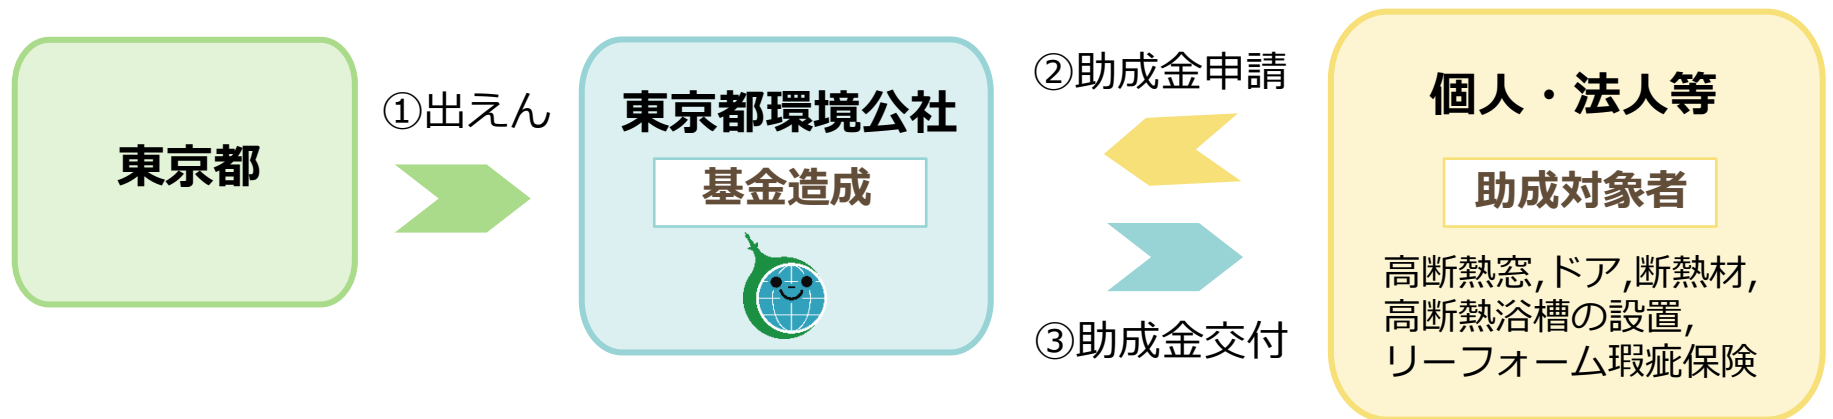 東京都
①出えん
東京都環境公社
基金造成
②助成金申請
③助成金交付
個人・法人等
助成対象者
高断熱窓,ドア,断熱材,
高断熱浴槽の設置,
リーフォーム瑕疵保険